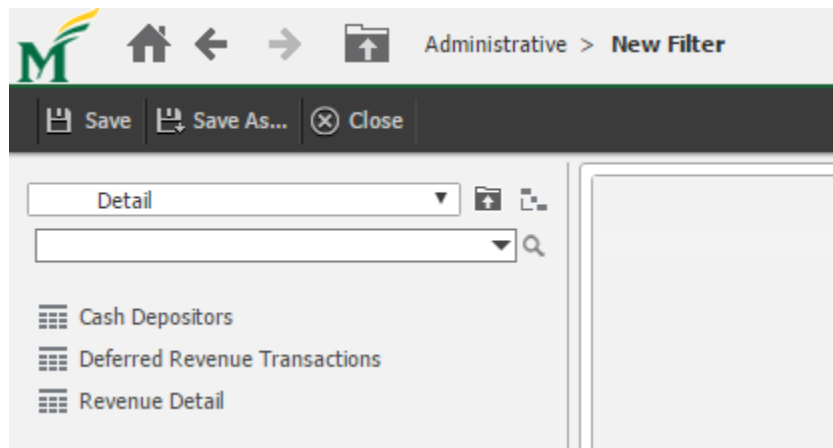 M
Administrative > New Filter
Save Save As... Close
Detail
Cash Depositors
Deferred Revenue Transactions
Revenue Detail